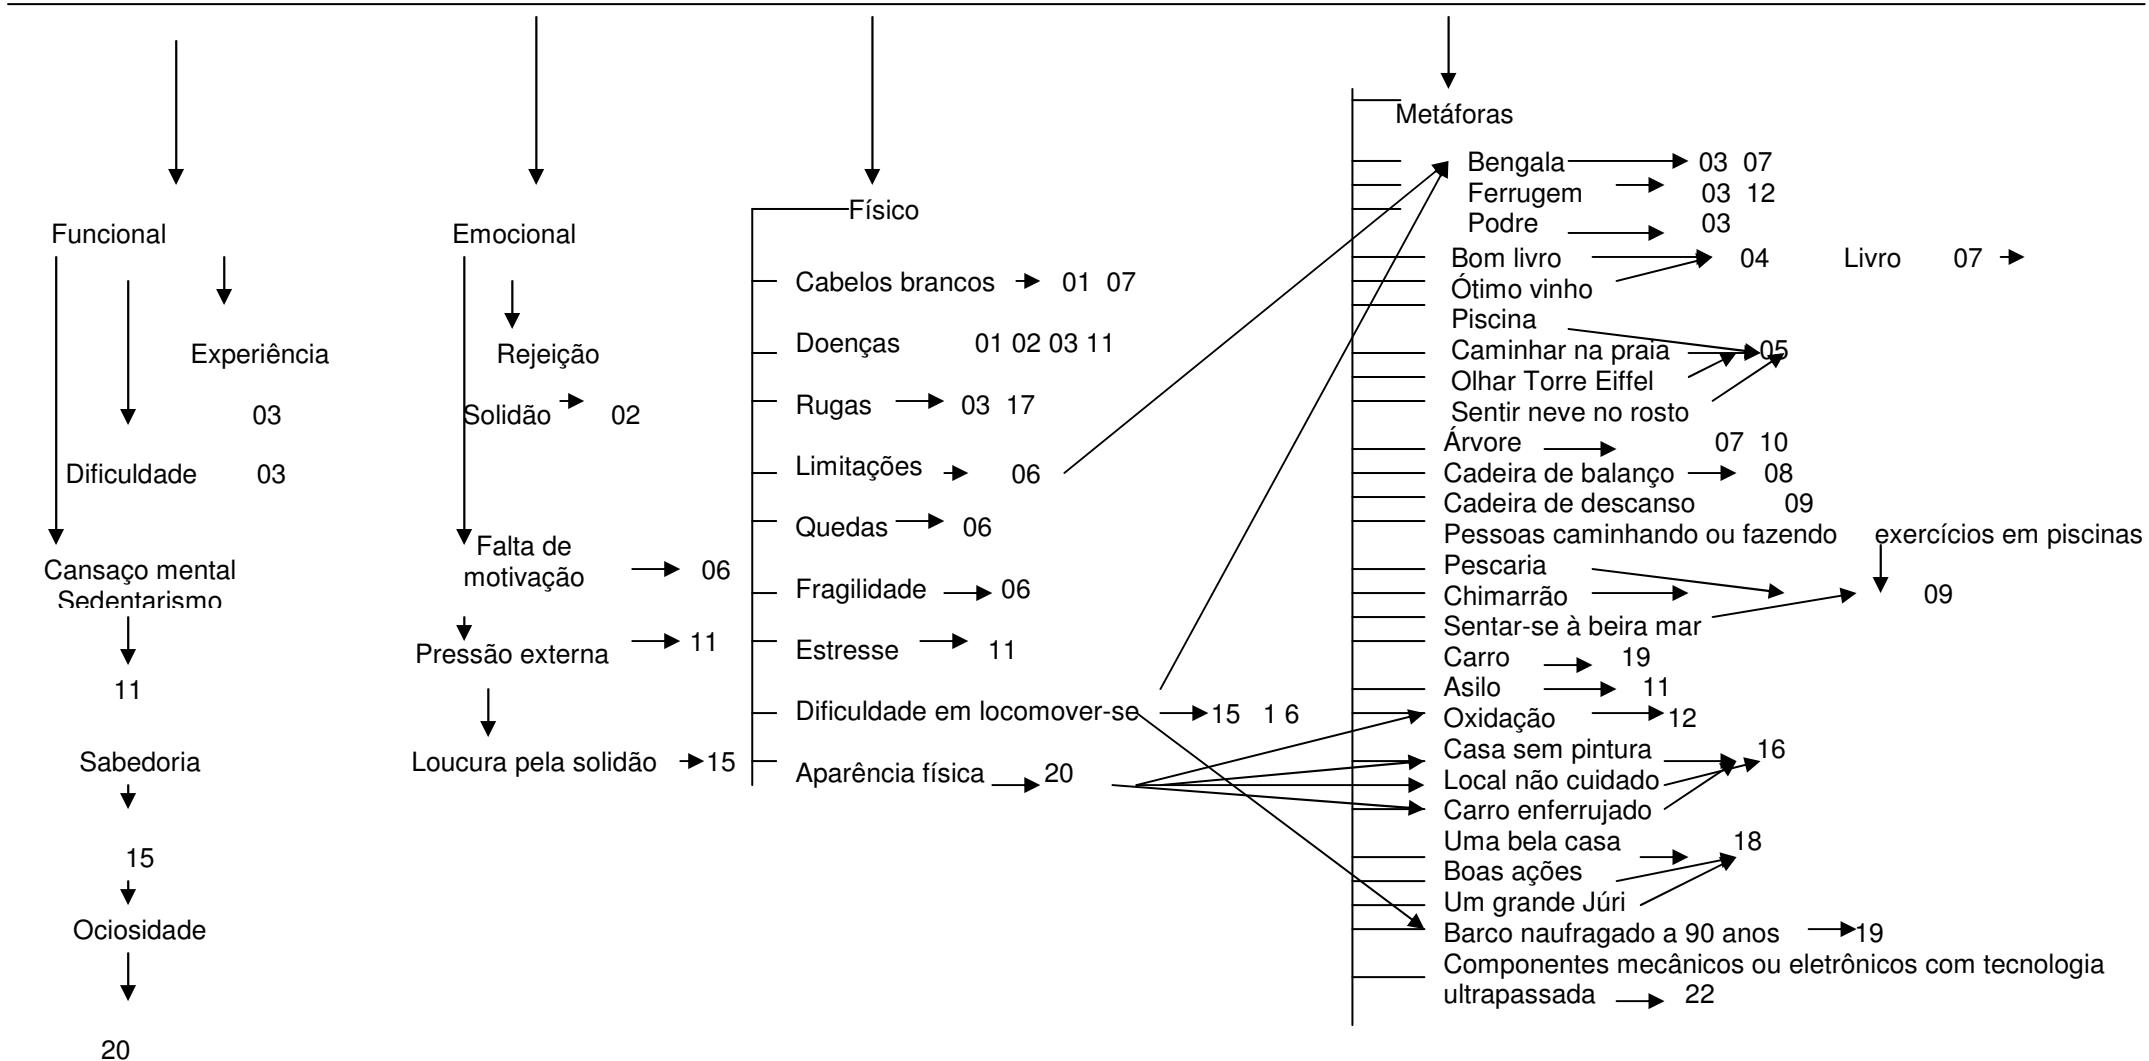 Funcional
Experiência
03
Dificuldade 03
Cansaço mental
Sedentarismo
11
Sabedoria
15
Ociosidade
20
Emocional
Rejeição
Solidão 02
Falta de
motivação 06
Pressão externa 11
Loucura pela solidão 15
Físico
Cabelos brancos 01 07
Doenças 01 02 03 11
Rugas 03 17
Limitações 06
Quedas 06
Fragilidade 06
Estresse 11
Dificuldade em locomover-se 15 1 6
Aparência física 20
Metáforas
Bengala 03 07
Ferrugem 03 12
Podre 03
Bom livro 04 Livro 07
Ótimo vinho
Piscina
Caminhar na praia 05
Olhar Torre Eiffel
Sentir neve no rosto
Árvore 07 10
Cadeira de balanço 08
Cadeira de descanso 09
Pessoas caminhando ou fazendo exercícios em piscinas
Pescaria
Chimarrão 09
Sentar-se à beira mar
Carro 19
Asilo 11
Oxidação 12
Casa sem pintura 16
Local não cuidado
Carro enferrujado
Uma bela casa 18
Boas ações
Um grande Júri
Barco naufragado a 90 anos 19
Componentes mecânicos ou eletrônicos com tecnologia
ultrapassada 22